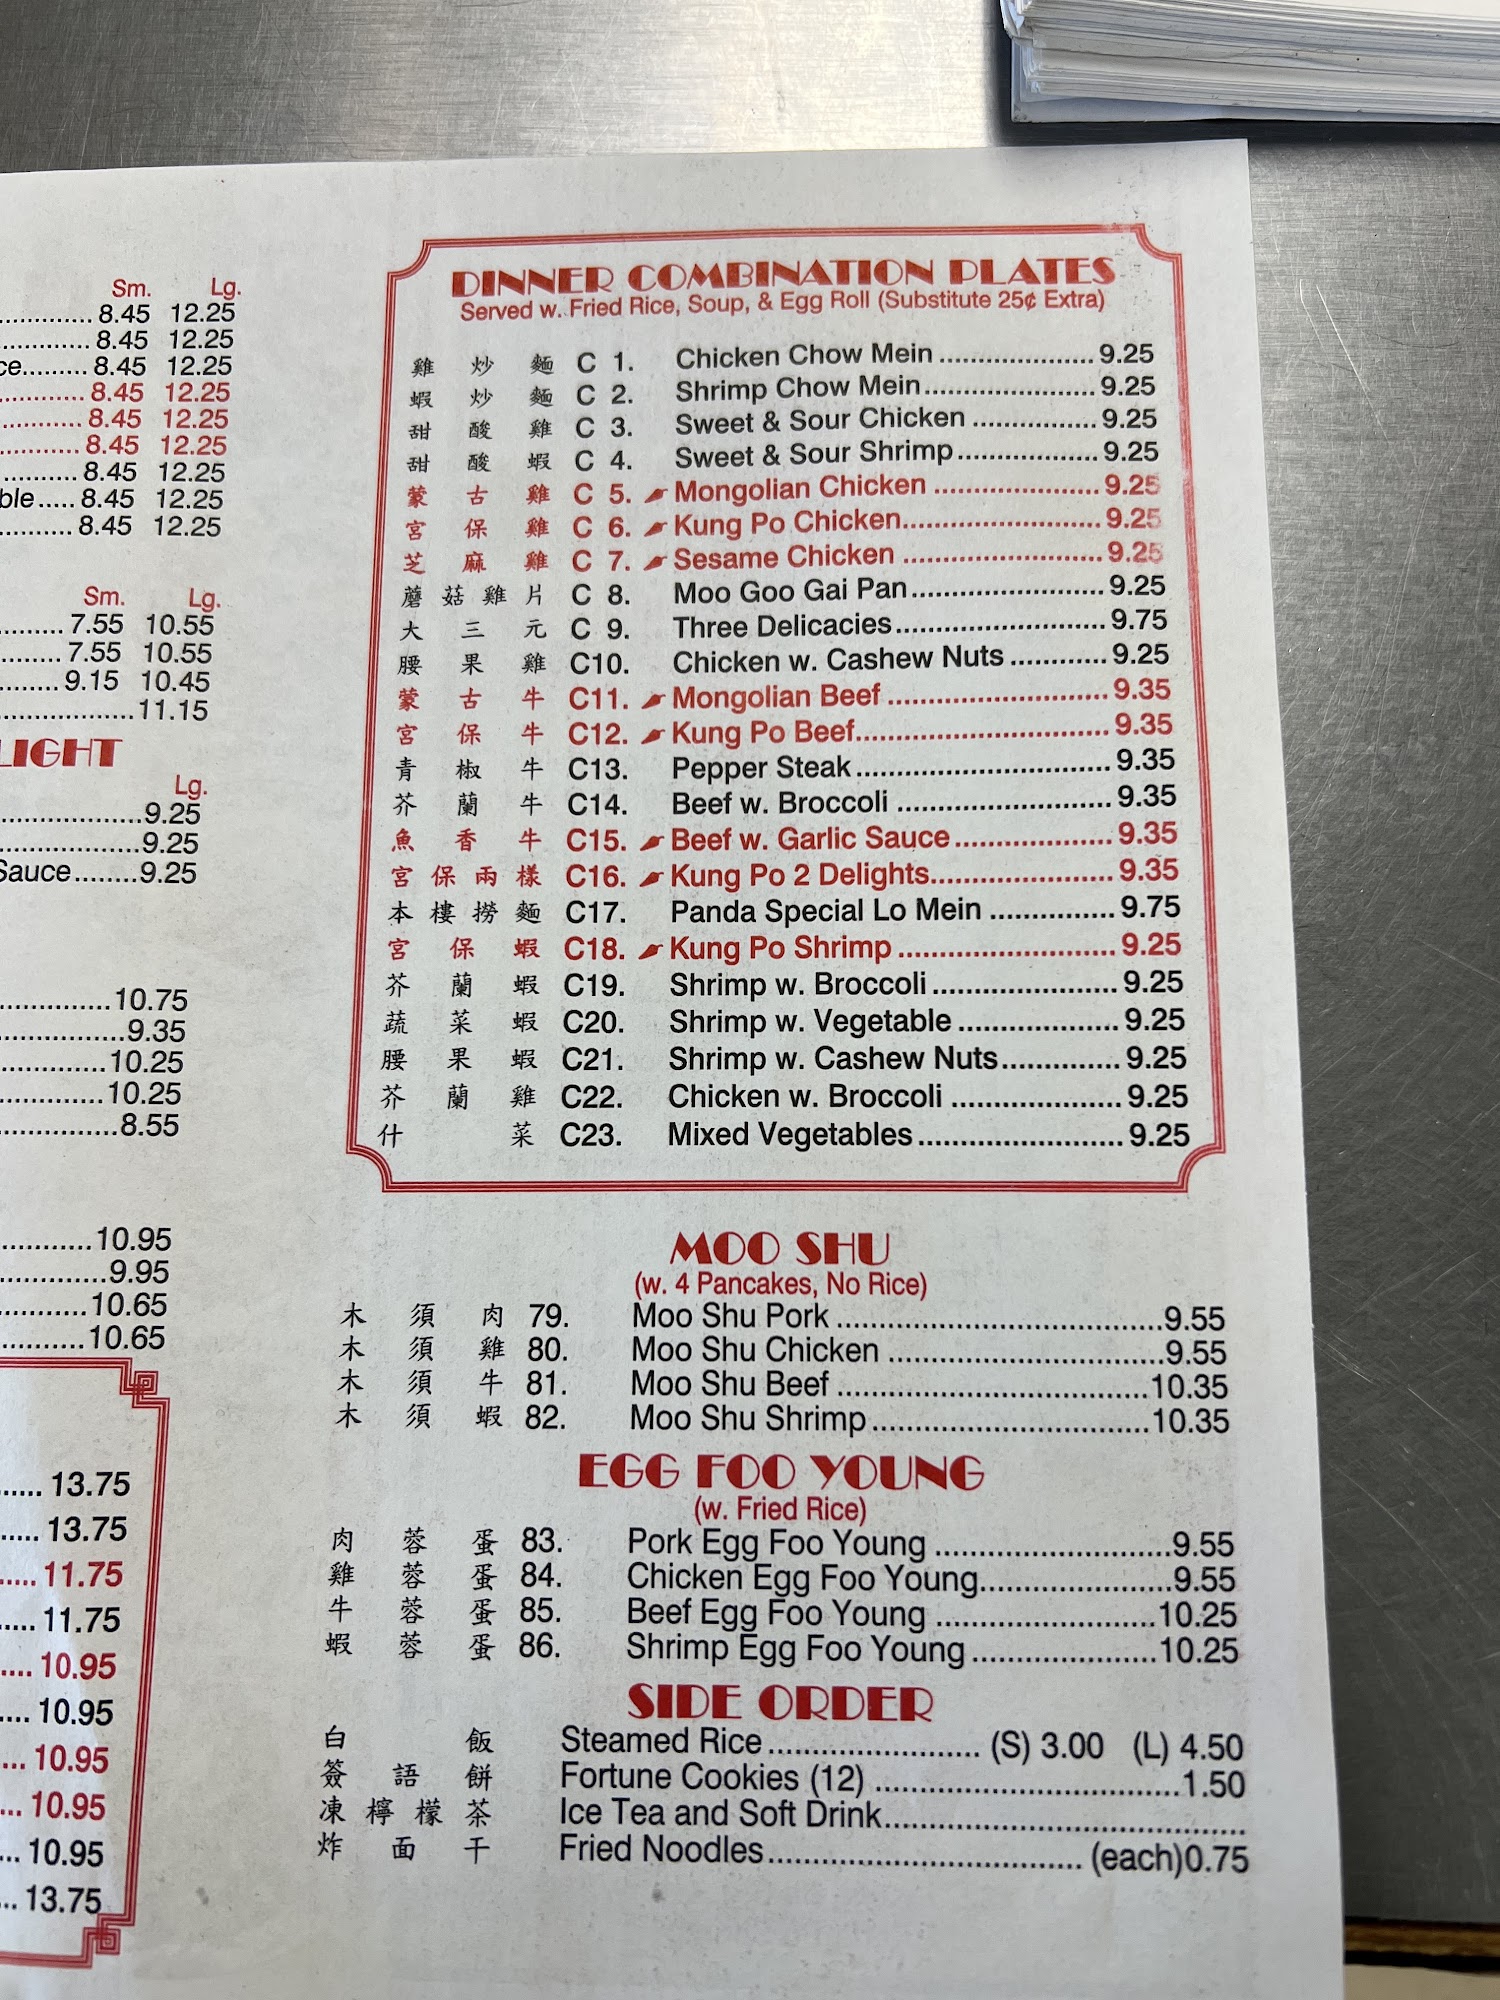 Sm. Lg.
8.45 12.25
8.45 12.25
ce 8.45 12.25
8.45 12.25
8.45 12.25
8.45 12.25
8.45 12.25
ble 8.45 12.25
8.45 12.25
Sm. Lg.
7.55 10.55
7.55 10.55
9.15 10.45
11.15
LIGHT
Lg.
9.25
9.25
Sauce 9.25
10.75
9.35
10.25
10.25
8.55
10.95
9.95
10.65
10.65
13.75
13.75
11.75
11.75
10.95
10.95
10.95
10.95
10.95
13.75
DINNER COMBINATION PLATES
Served w. Fried Rice, Soup, & Egg Roll (Substitute 25¢ Extra)
雞炒麵 C 1. Chicken Chow Mein 9.25
蝦炒麵 C 2. Shrimp Chow Mein 9.25
甜酸雞 C 3. Sweet & Sour Chicken 9.25
甜酸蝦 C 4. Sweet & Sour Shrimp 9.25
蒙古雞 C 5. Mongolian Chicken 9.25
宮保雞 C 6. Kung Po Chicken 9.25
芝麻雞 C 7. Sesame Chicken 9.25
蘑菇雞片 C 8. Moo Goo Gai Pan 9.25
大三元 C 9. Three Delicacies 9.75
腰果雞 C10. Chicken w. Cashew Nuts 9.25
蒙古牛 C11. Mongolian Beef 9.35
宮保牛 C12. Kung Po Beef 9.35
青椒牛 C13. Pepper Steak 9.35
芥蘭牛 C14. Beef w. Broccoli 9.35
魚香牛 C15. Beef w. Garlic Sauce 9.35
宮保兩樣 C16. Kung Po 2 Delights 9.35
本樓撈麵 C17. Panda Special Lo Mein 9.75
宮保蝦 C18. Kung Po Shrimp 9.25
芥蘭蝦 C19. Shrimp w. Broccoli 9.25
蔬菜蝦 C20. Shrimp w. Vegetable 9.25
腰果蝦 C21. Shrimp w. Cashew Nuts 9.25
芥蘭雞 C22. Chicken w. Broccoli 9.25
什菜 C23. Mixed Vegetables 9.25
MOO SHU
(w. 4 Pancakes, No Rice)
木須肉 79. Moo Shu Pork 9.55
木須雞 80. Moo Shu Chicken 9.55
木須牛 81. Moo Shu Beef 10.35
木須蝦 82. Moo Shu Shrimp 10.35
EGG FOO YOUNG
(w. Fried Rice)
肉蓉蛋 83. Pork Egg Foo Young 9.55
雞蓉蛋 84. Chicken Egg Foo Young 9.55
牛蓉蛋 85. Beef Egg Foo Young 10.25
蝦蓉蛋 86. Shrimp Egg Foo Young 10.25
SIDE ORDER
白飯 Steamed Rice (S) 3.00 (L) 4.50
簽語餅 Fortune Cookies (12) 1.50
凍檸檬茶 Ice Tea and Soft Drink
炸面干 Fried Noodles (each)0.75